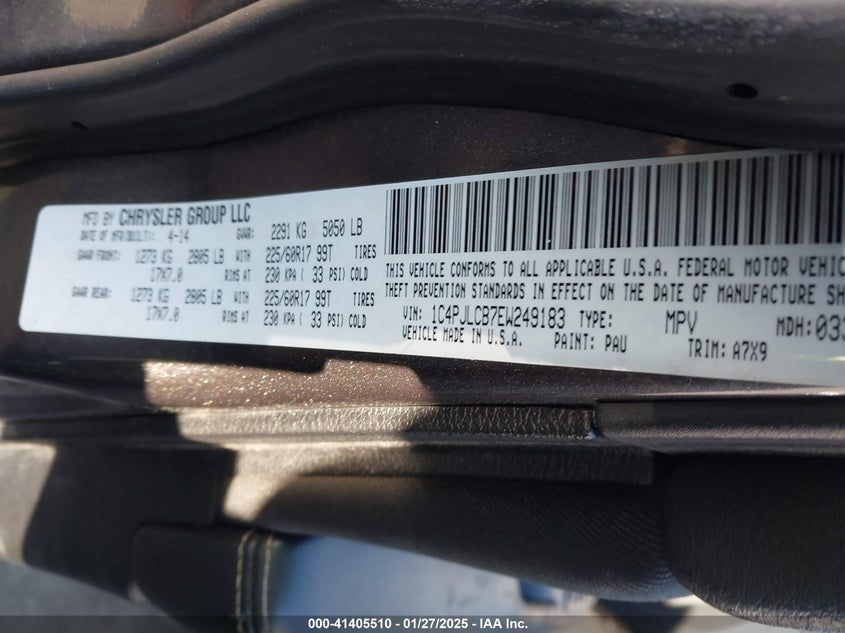 MFD BY CHRYSLER GROUP LLC
DATE OF MFR(BUILT): 4-14 GVWR: 2291 KG 5050 LB
GAWR FRONT: 1273 KG 2805 LB WITH 225/60R17 99T TIRES
17X7.0 RIMS AT 230 KPA ( 33 PSI) COLD
GAWR REAR: 1273 KG 2805 LB WITH 225/60R17 99T TIRES
17X7.0 RIMS AT 230 KPA ( 33 PSI) COLD
THIS VEHICLE CONFORMS TO ALL APPLICABLE U.S.A. FEDERAL MOTOR VEHIC
THEFT PREVENTION STANDARDS IN EFFECT ON THE DATE OF MANUFACTURE SH
VIN: 1C4PJLCB7EW249183 TYPE: MPV MDH:033
VEHICLE MADE IN U.S.A. PAINT: PAU TRIM: A7X9
000-41405510 - 01/27/2025 - IAA Inc.